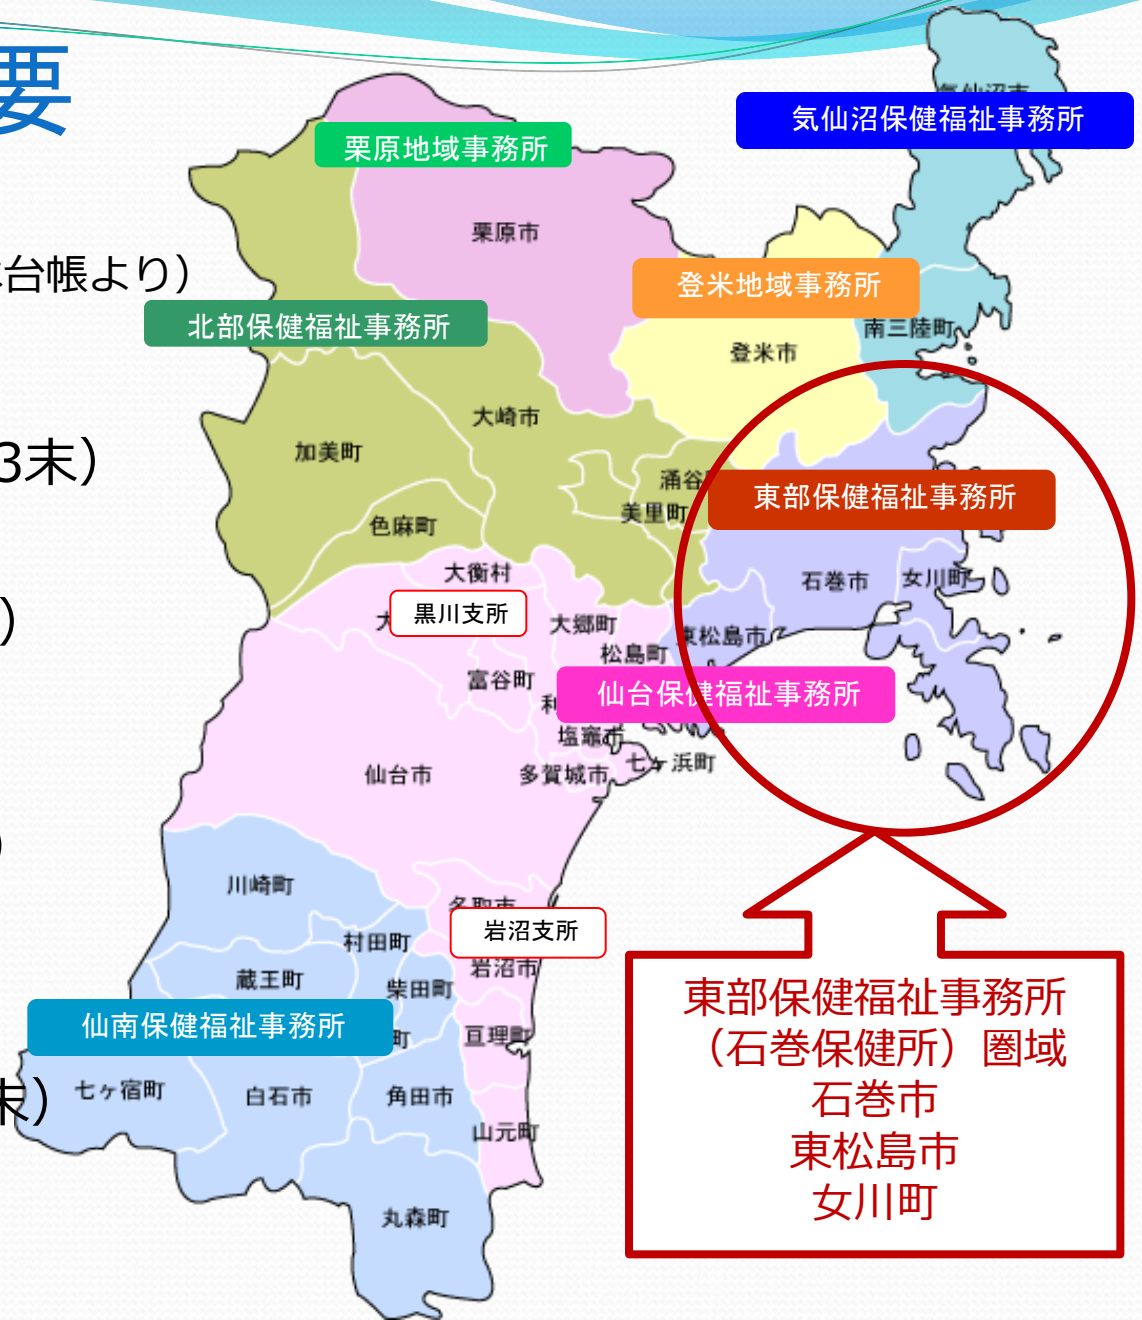 要
気仙沼市
気仙沼保健福祉事務所
栗原地域事務所
栗原市
台帳より）
登米地域事務所
北部保健福祉事務所
南三陸町
登米市
大崎市
加美町
3末）
涌谷
東部保健福祉事務所
美里町
色麻町
大衡村
石巻市
女川町
大
黒川支所
大郷町
）
東松島市
松島町
富谷町
仙台保健福祉事務所
利
塩竈市
七ヶ浜町
仙台市
多賀城市
）
川崎町
名取市
岩沼支所
村田町
岩沼市
蔵王町
柴田町
仙南保健福祉事務所
町
亘理町
末）
七ヶ宿町
白石市
角田市
山元町
丸森町
東部保健福祉事務所
（石巻保健所）圏域
石巻市
東松島市
女川町